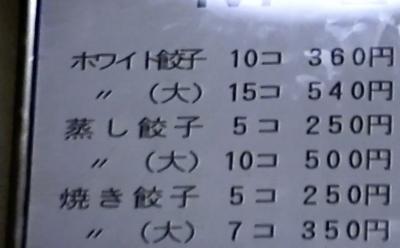 ホワイト餃子 10コ 360円
〃 (大) 15コ 540円
蒸し餃子 5コ 250円
〃 (大) 10コ 500円
焼き餃子 5コ 250円
〃 (大) 7コ 350円